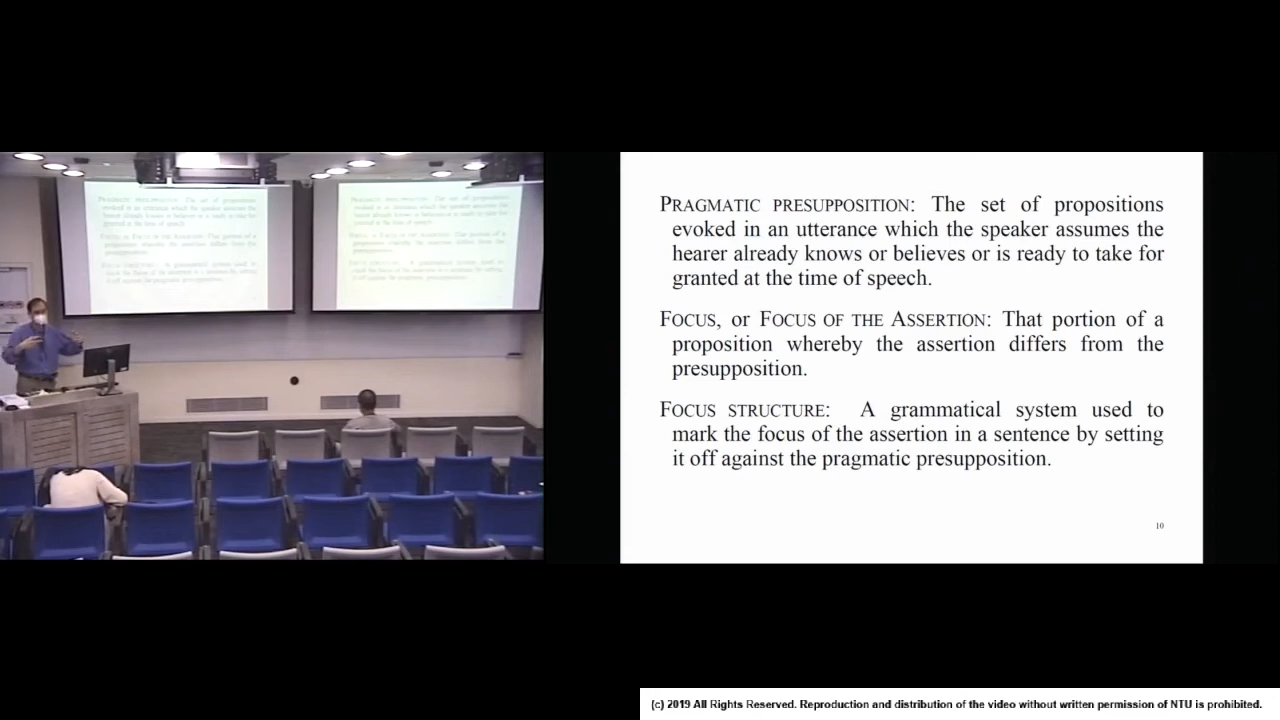 PRAGMATIC PRESUPPOSITION: The set of propositions
evoked in an utterance which the speaker assumes the
hearer already knows or believes or is ready to take for
granted at the time of speech.
FOCUS, or FOCUS OF THE ASSERTION: That portion of a
proposition whereby the assertion differs from the
presupposition.
FOCUS STRUCTURE: A grammatical system used to
mark the focus of the assertion in a sentence by setting
it off against the pragmatic presupposition.
10
(c) 2019 All Rights Reserved. Reproduction and distribution of the video without written permission of NTU is prohibited.